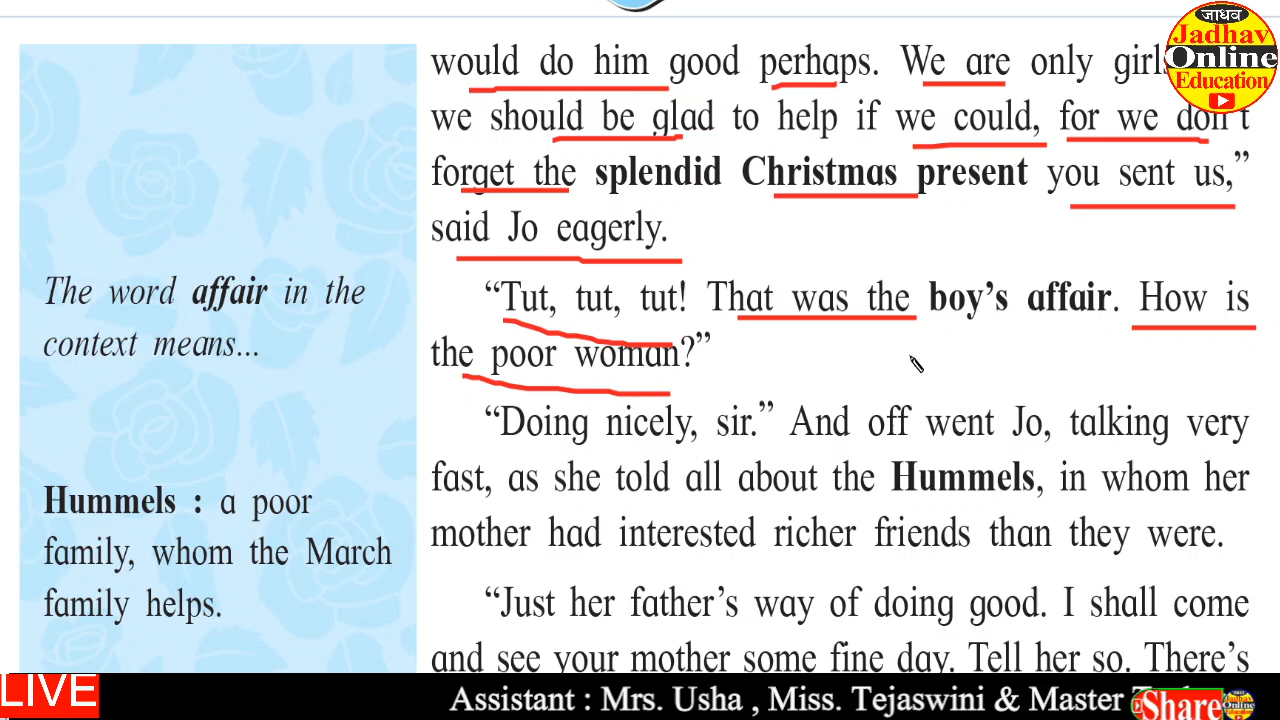 जाधव
Jadhav
Online
Education
would do him good perhaps. We are only girls
we should be glad to help if we could, for we don't
forget the splendid Christmas present you sent us,”
said Jo eagerly.
“Tut, tut, tut! That was the boy’s affair. How is
the poor woman?”
“Doing nicely, sir.” And off went Jo, talking very
fast, as she told all about the Hummels, in whom her
mother had interested richer friends than they were.
“Just her father’s way of doing good. I shall come
and see your mother some fine day. Tell her so. There’s
The word affair in the
context means...
Hummels : a poor
family, whom the March
family helps.
LIVE
Assistant : Mrs. Usha , Miss. Tejaswini & Master
Share